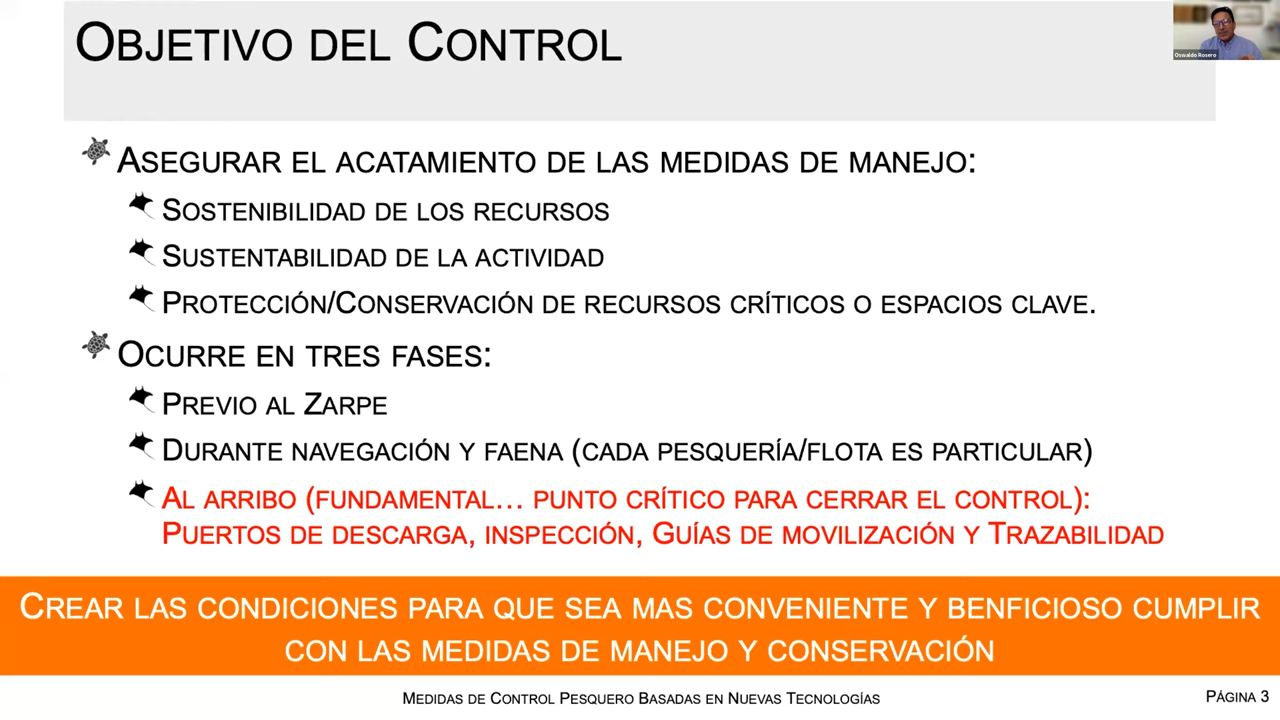 Objetivo del Control
Oswaldo Rosero
Asegurar el acatamiento de las medidas de manejo:
Sostenibilidad de los recursos
Sustentabilidad de la actividad
Protección/Conservación de recursos críticos o espacios clave.
Ocurre en tres fases:
Previo al Zarpe
Durante navegación y faena (cada pesquería/flota es particular)
Al arribo (fundamental... punto crítico para cerrar el control):
Puertos de descarga, inspección, Guías de movilización y Trazabilidad
Crear las condiciones para que sea mas conveniente y benficioso cumplir
con las medidas de manejo y conservación
Medidas de Control Pesquero Basadas en Nuevas Tecnologías
Página 3